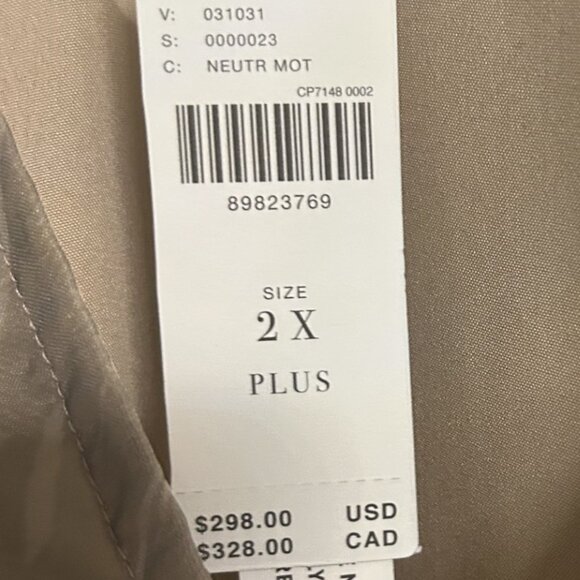 V: 031031
S: 0000023
C: NEUTR MOT
CP7148 0002
89823769
SIZE
2 X
PLUS
$298.00 USD
$328.00 CAD